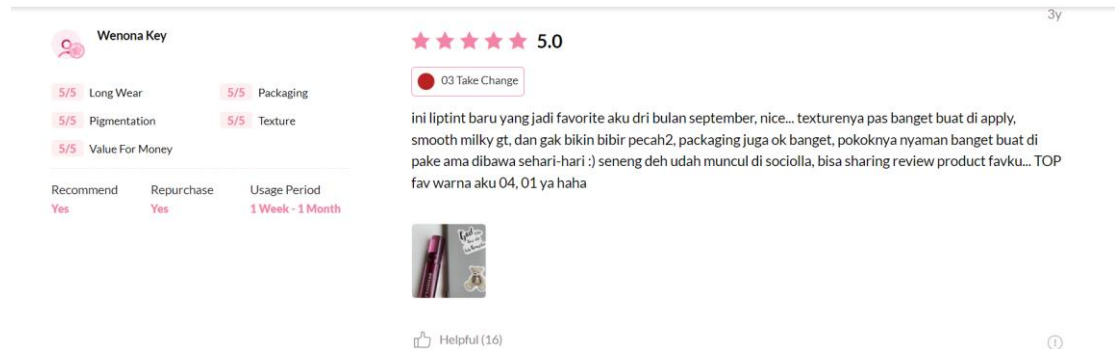 3y
Wenona Key
5/5 Long Wear
5/5 Packaging
5/5 Pigmentation
5/5 Texture
5/5 Value For Money
Recommend
Yes
Repurchase
Yes
Usage Period
1 Week - 1 Month
5.0
03 Take Change
ini liptint baru yang jadi favorite aku dri bulan september, nice... texturenya pas banget buat di apply,
smooth milky gt, dan gak bikin bibir pecah2, packaging juga ok banget, pokoknya nyaman banget buat di
pake ama dibawa sehari-hari :) seneng deh udah muncul di sociolla, bisa sharing review product favku... TOP
fav warna aku 04, 01 ya haha
God
Helpful (16)